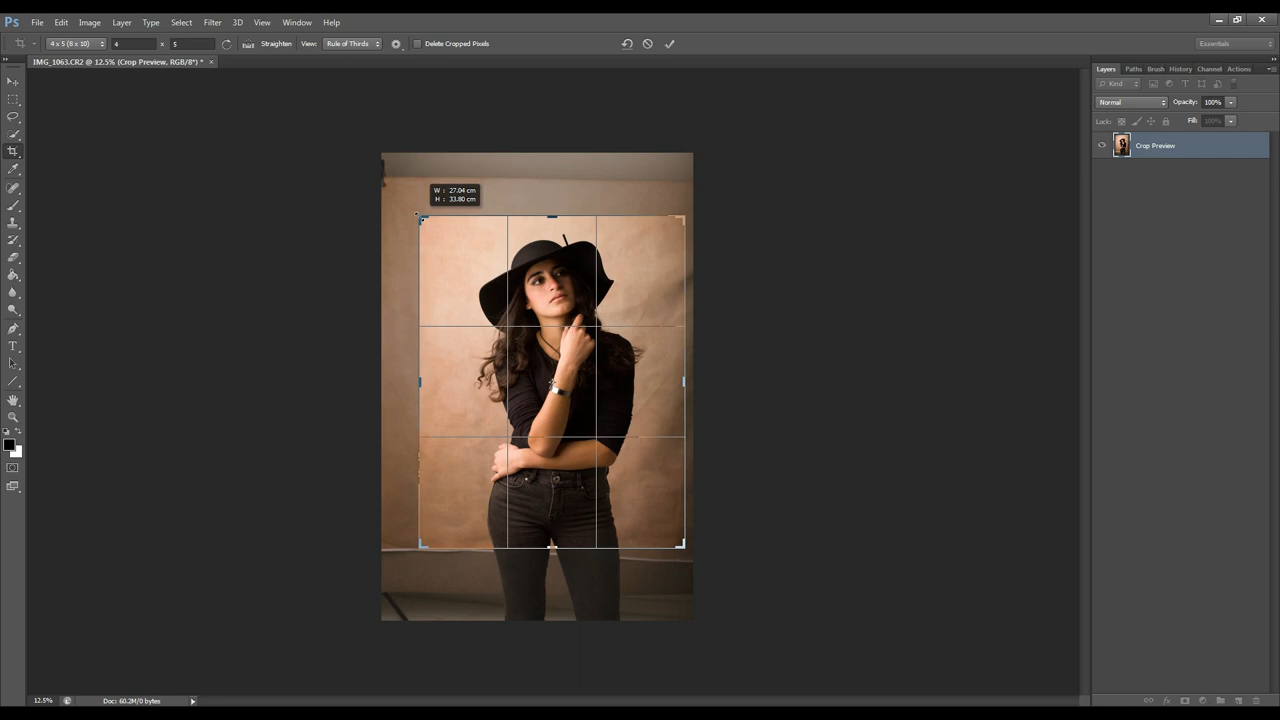 Ps File Edit Image Layer Type Select Filter 3D View Window Help
4 x 5 (8 x 10) 4 x 5 Straighten View: Rule of Thirds Delete Cropped Pixels Essentials
IMG_1063.CR2 @ 12.5% (Crop Preview, RGB/8*) * ×
Layers Paths Brush History Channel Actions
Kind
Normal Opacity: 100%
Lock: Fill: 100%
Crop Preview
W : 27.04 cm
H : 33.80 cm
12.5% Doc: 60.2M/0 bytes